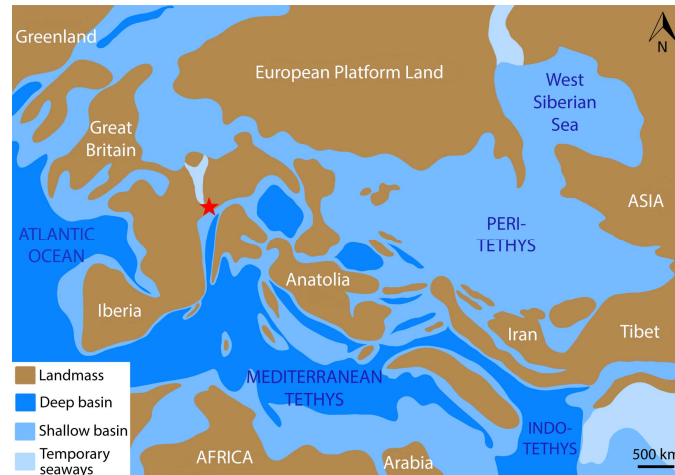 Greenland
N
European Platform Land
West
Siberian
Sea
Great
Britain
ASIA
PERI-
TETHYS
ATLANTIC
OCEAN
Anatolia
Iberia
Iran
Tibet
MEDITERRANEAN
TETHYS
INDO-
TETHYS
AFRICA
Arabia
Landmass
Deep basin
Shallow basin
Temporary
seaways
500 km